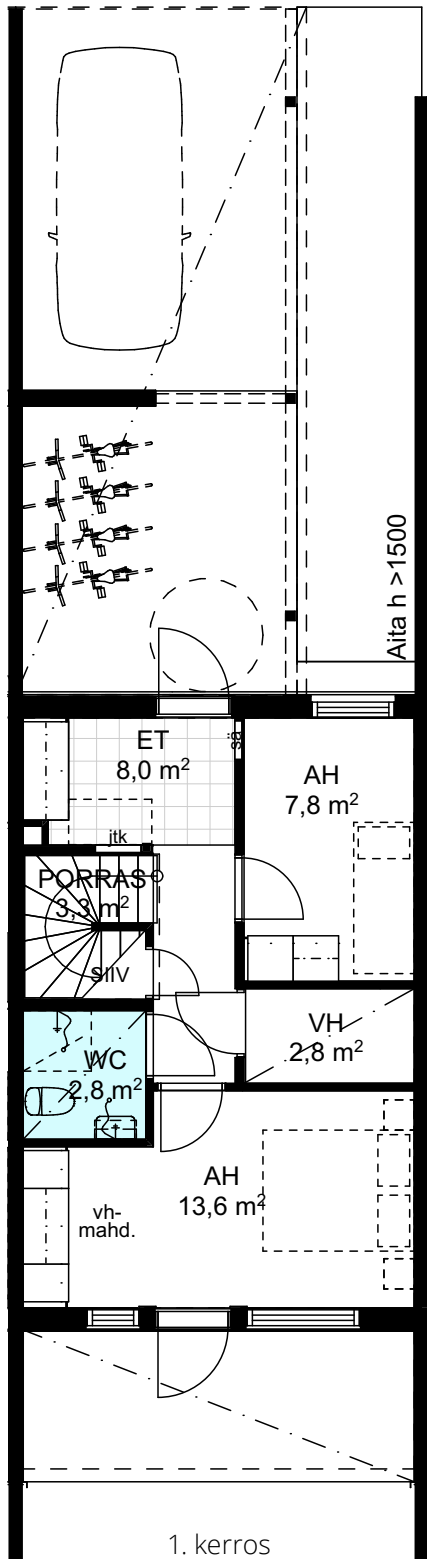 Aita h >1500
ET
8,0 m²
sä
AH
7,8 m²
jtk
PORRAS
3,3 m²
SIIV
VH
2,8 m²
WC
2,8 m²
AH
13,6 m²
vh-
mahd.
1. kerros